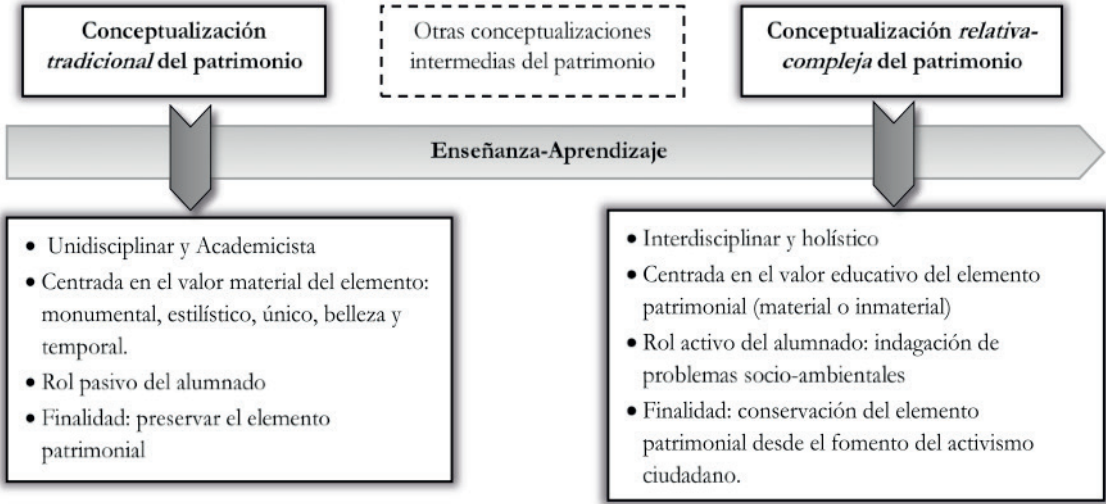 Conceptualización
tradicional del patrimonio
Otras conceptualizaciones
intermedias del patrimonio
Conceptualización relativa-
compleja del patrimonio
Enseñanza-Aprendizaje
• Unidisciplinar y Academicista
• Centrada en el valor material del elemento:
monumental, estilístico, único, belleza y
temporal.
• Rol pasivo del alumnado
• Finalidad: preservar el elemento
patrimonial
• Interdisciplinar y holístico
• Centrada en el valor educativo del elemento
patrimonial (material o inmaterial)
• Rol activo del alumnado: indagación de
problemas socio-ambientales
• Finalidad: conservación del elemento
patrimonial desde el fomento del activismo
ciudadano.